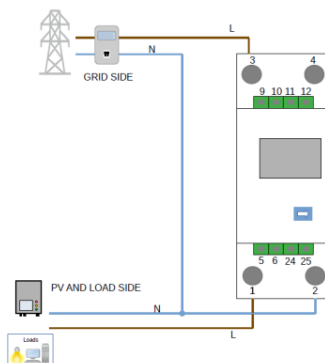 L
N
GRID SIDE
3 4
9 10 11 12
5 6 24 25
1 2
PV AND LOAD SIDE
N
L
Loads